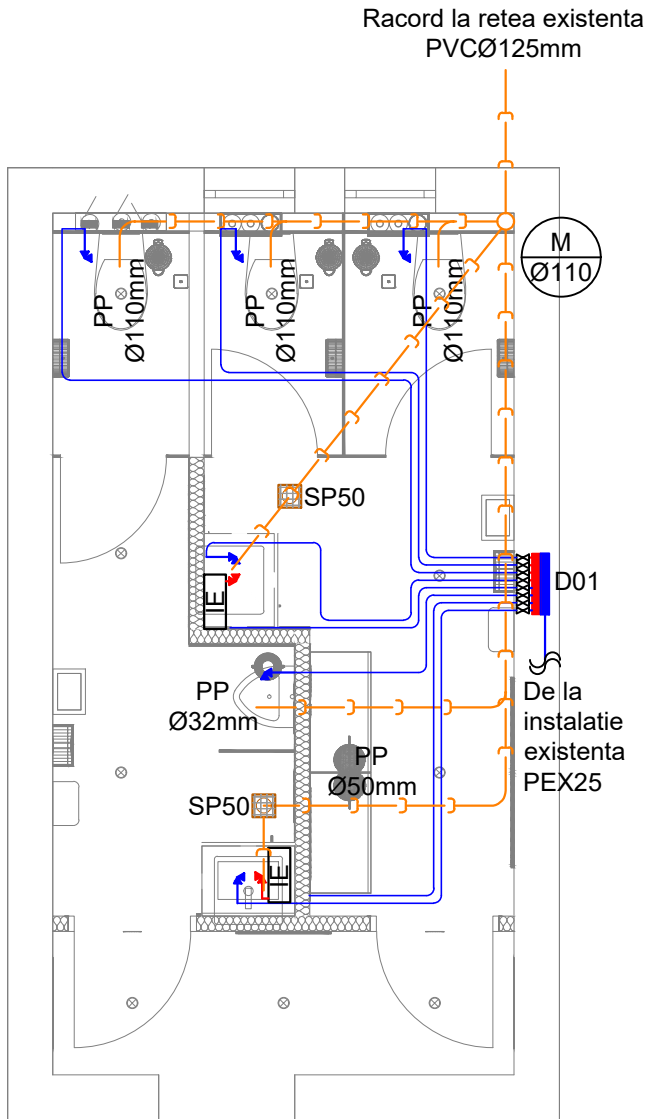 Racord la retea existenta
PVCØ125mm
M
Ø110
PP
Ø110mm
PP
Ø110mm
PP
Ø110mm
SP50
IE
D01
PP
Ø32mm
De la
instalatie
existenta
PEX25
PP
Ø50mm
SP50
IE